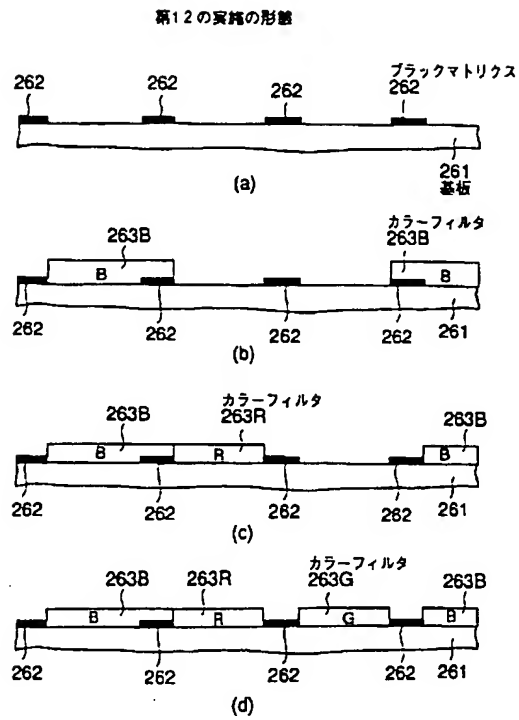 第12の実施の形態
ブラックマトリクス
262 262 262 262
261
基板
(a)
カラーフィルタ
263B 263B
B B
262 262 262 262 261
(b)
カラーフィルタ
263B 263R 263B
B R B
262 262 262 262 261
(c)
カラーフィルタ
263B 263R 263G 263B
B R G B
262 262 262 262 261
(d)